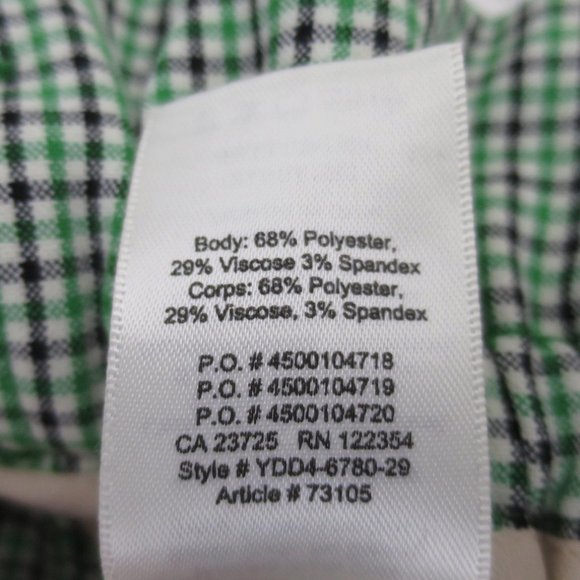 Body: 68% Polyester,
29% Viscose 3% Spandex
Corps: 68% Polyester,
29% Viscose, 3% Spandex
P.O. # 4500104718
P.O. # 4500104719
P.O. # 4500104720
CA 23725 RN 122354
Style # YDD4-6780-29
Article # 73105